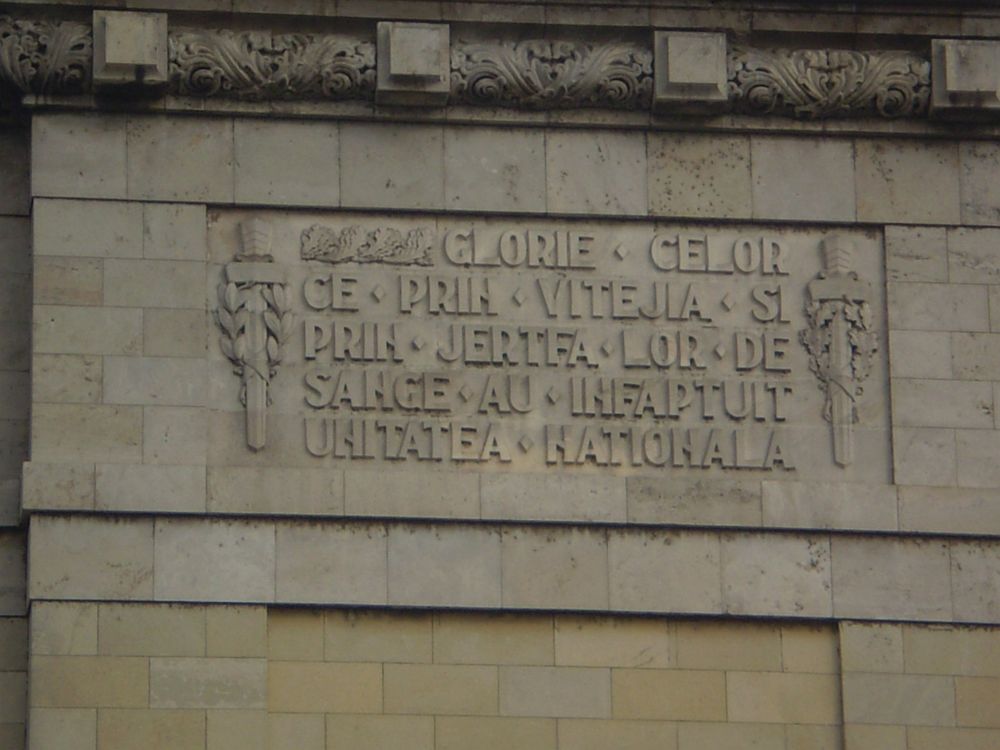 GLORIE · CELOR
CE · PRIN · VITEJIA · SI
PRIN · JERTFA · LOR · DE
SANGE · AU · INFAPTUIT
UNITATEA · NATIONALA